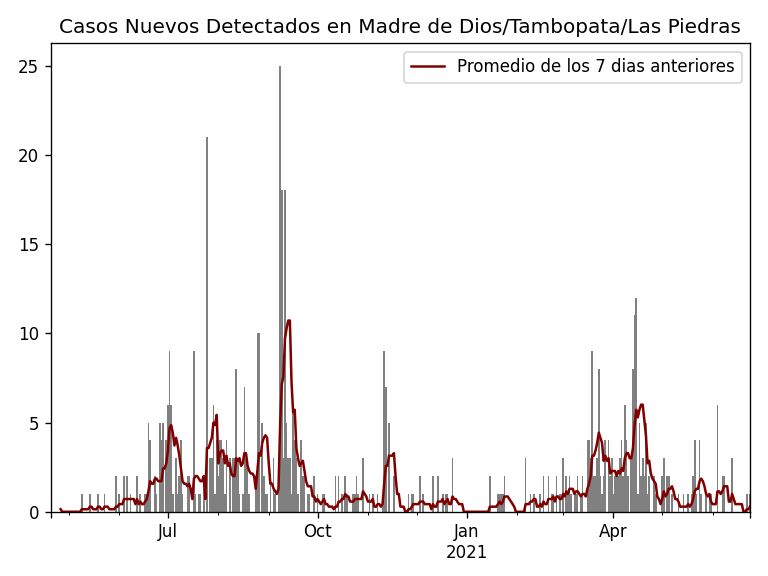 Casos Nuevos Detectados en Madre de Dios/Tambopata/Las Piedras
Promedio de los 7 dias anteriores
25
20
15
10
5
0
Jul
Oct
Jan
2021
Apr